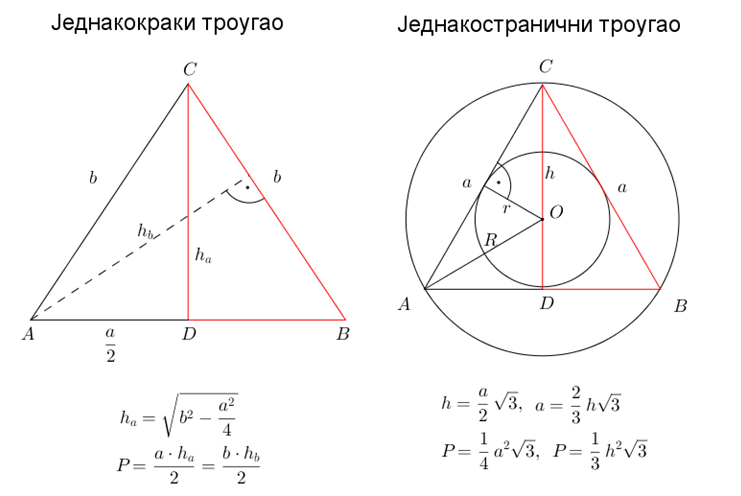 Једнакокраки троугао
C
b
b
h_b
h_a
A
a/2
D
B
h_a = √(b² − a²/4)
P = a · h_a / 2 = b · h_b / 2
Једнакостранични троугао
C
a
h
a
r
O
R
A
D
B
h = a/2 √3, a = 2/3 h√3
P = 1/4 a²√3, P = 1/3 h²√3